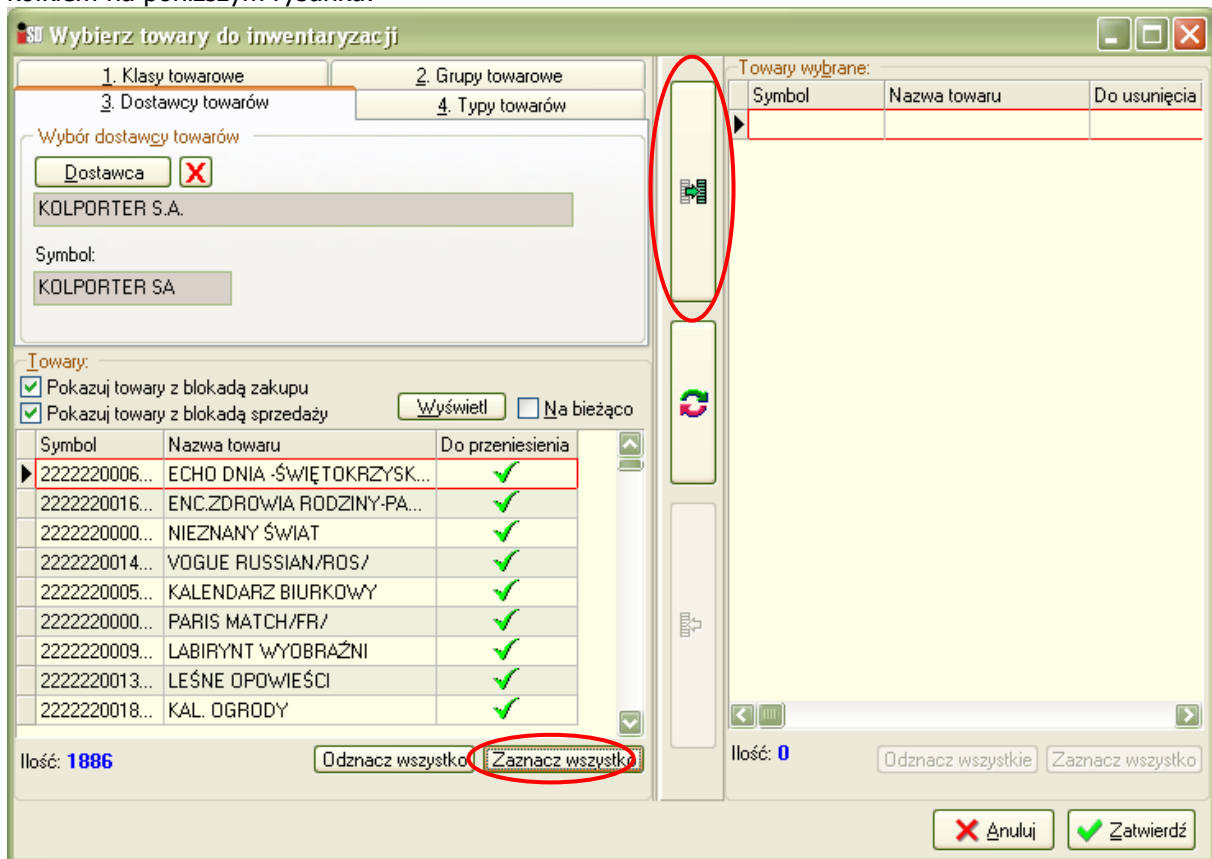 kółkiem na poniższym rysunku:
Wybierz towary do inwentaryzacji
1. Klasy towarowe
2. Grupy towarowe
3. Dostawcy towarów
4. Typy towarów
Wybór dostawcy towarów
Dostawca
KOLPORTER S.A.
Symbol:
KOLPORTER SA
Towary:
Pokazuj towary z blokadą zakupu
Pokazuj towary z blokadą sprzedaży
Wyświetl
Na bieżąco
Symbol Nazwa towaru Do przeniesienia
2222220006... ECHO DNIA -ŚWIĘTOKRZYSK...
2222220016... ENC.ZDROWIA RODZINY-PA...
2222220000... NIEZNANY ŚWIAT
2222220014... VOGUE RUSSIAN/ROS/
2222220005... KALENDARZ BIURKOWY
2222220000... PARIS MATCH/FR/
2222220009... LABIRYNT WYOBRAŹNI
2222220013... LEŚNE OPOWIEŚCI
2222220018... KAL. OGRODY
Ilość: 1886
Odznacz wszystko
Zaznacz wszystko
Towary wybrane:
Symbol Nazwa towaru Do usunięcia
Ilość: 0
Odznacz wszystkie
Zaznacz wszystko
Anuluj
Zatwierdź